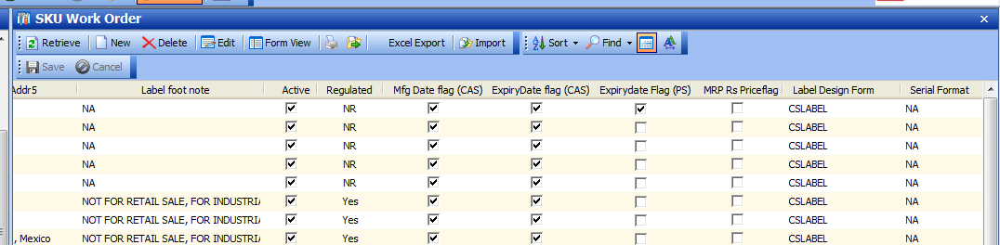 SKU Work Order
Retrieve New Delete Edit Form View Excel Export Import Sort Find
Save Cancel
Addr5 Label foot note Active Regulated Mfg Date flag (CAS) ExpiryDate flag (CAS) Expirydate Flag (PS) MRP Rs Priceflag Label Design Form Serial Format
NA NR CSLABEL NA
NA NR CSLABEL NA
NA NR CSLABEL NA
NA NR CSLABEL NA
NA NR CSLABEL NA
NOT FOR RETAIL SALE, FOR INDUSTRIA Yes CSLABEL NA
NOT FOR RETAIL SALE, FOR INDUSTRIA Yes CSLABEL NA
, Mexico NOT FOR RETAIL SALE, FOR INDUSTRIA Yes CSLABEL NA